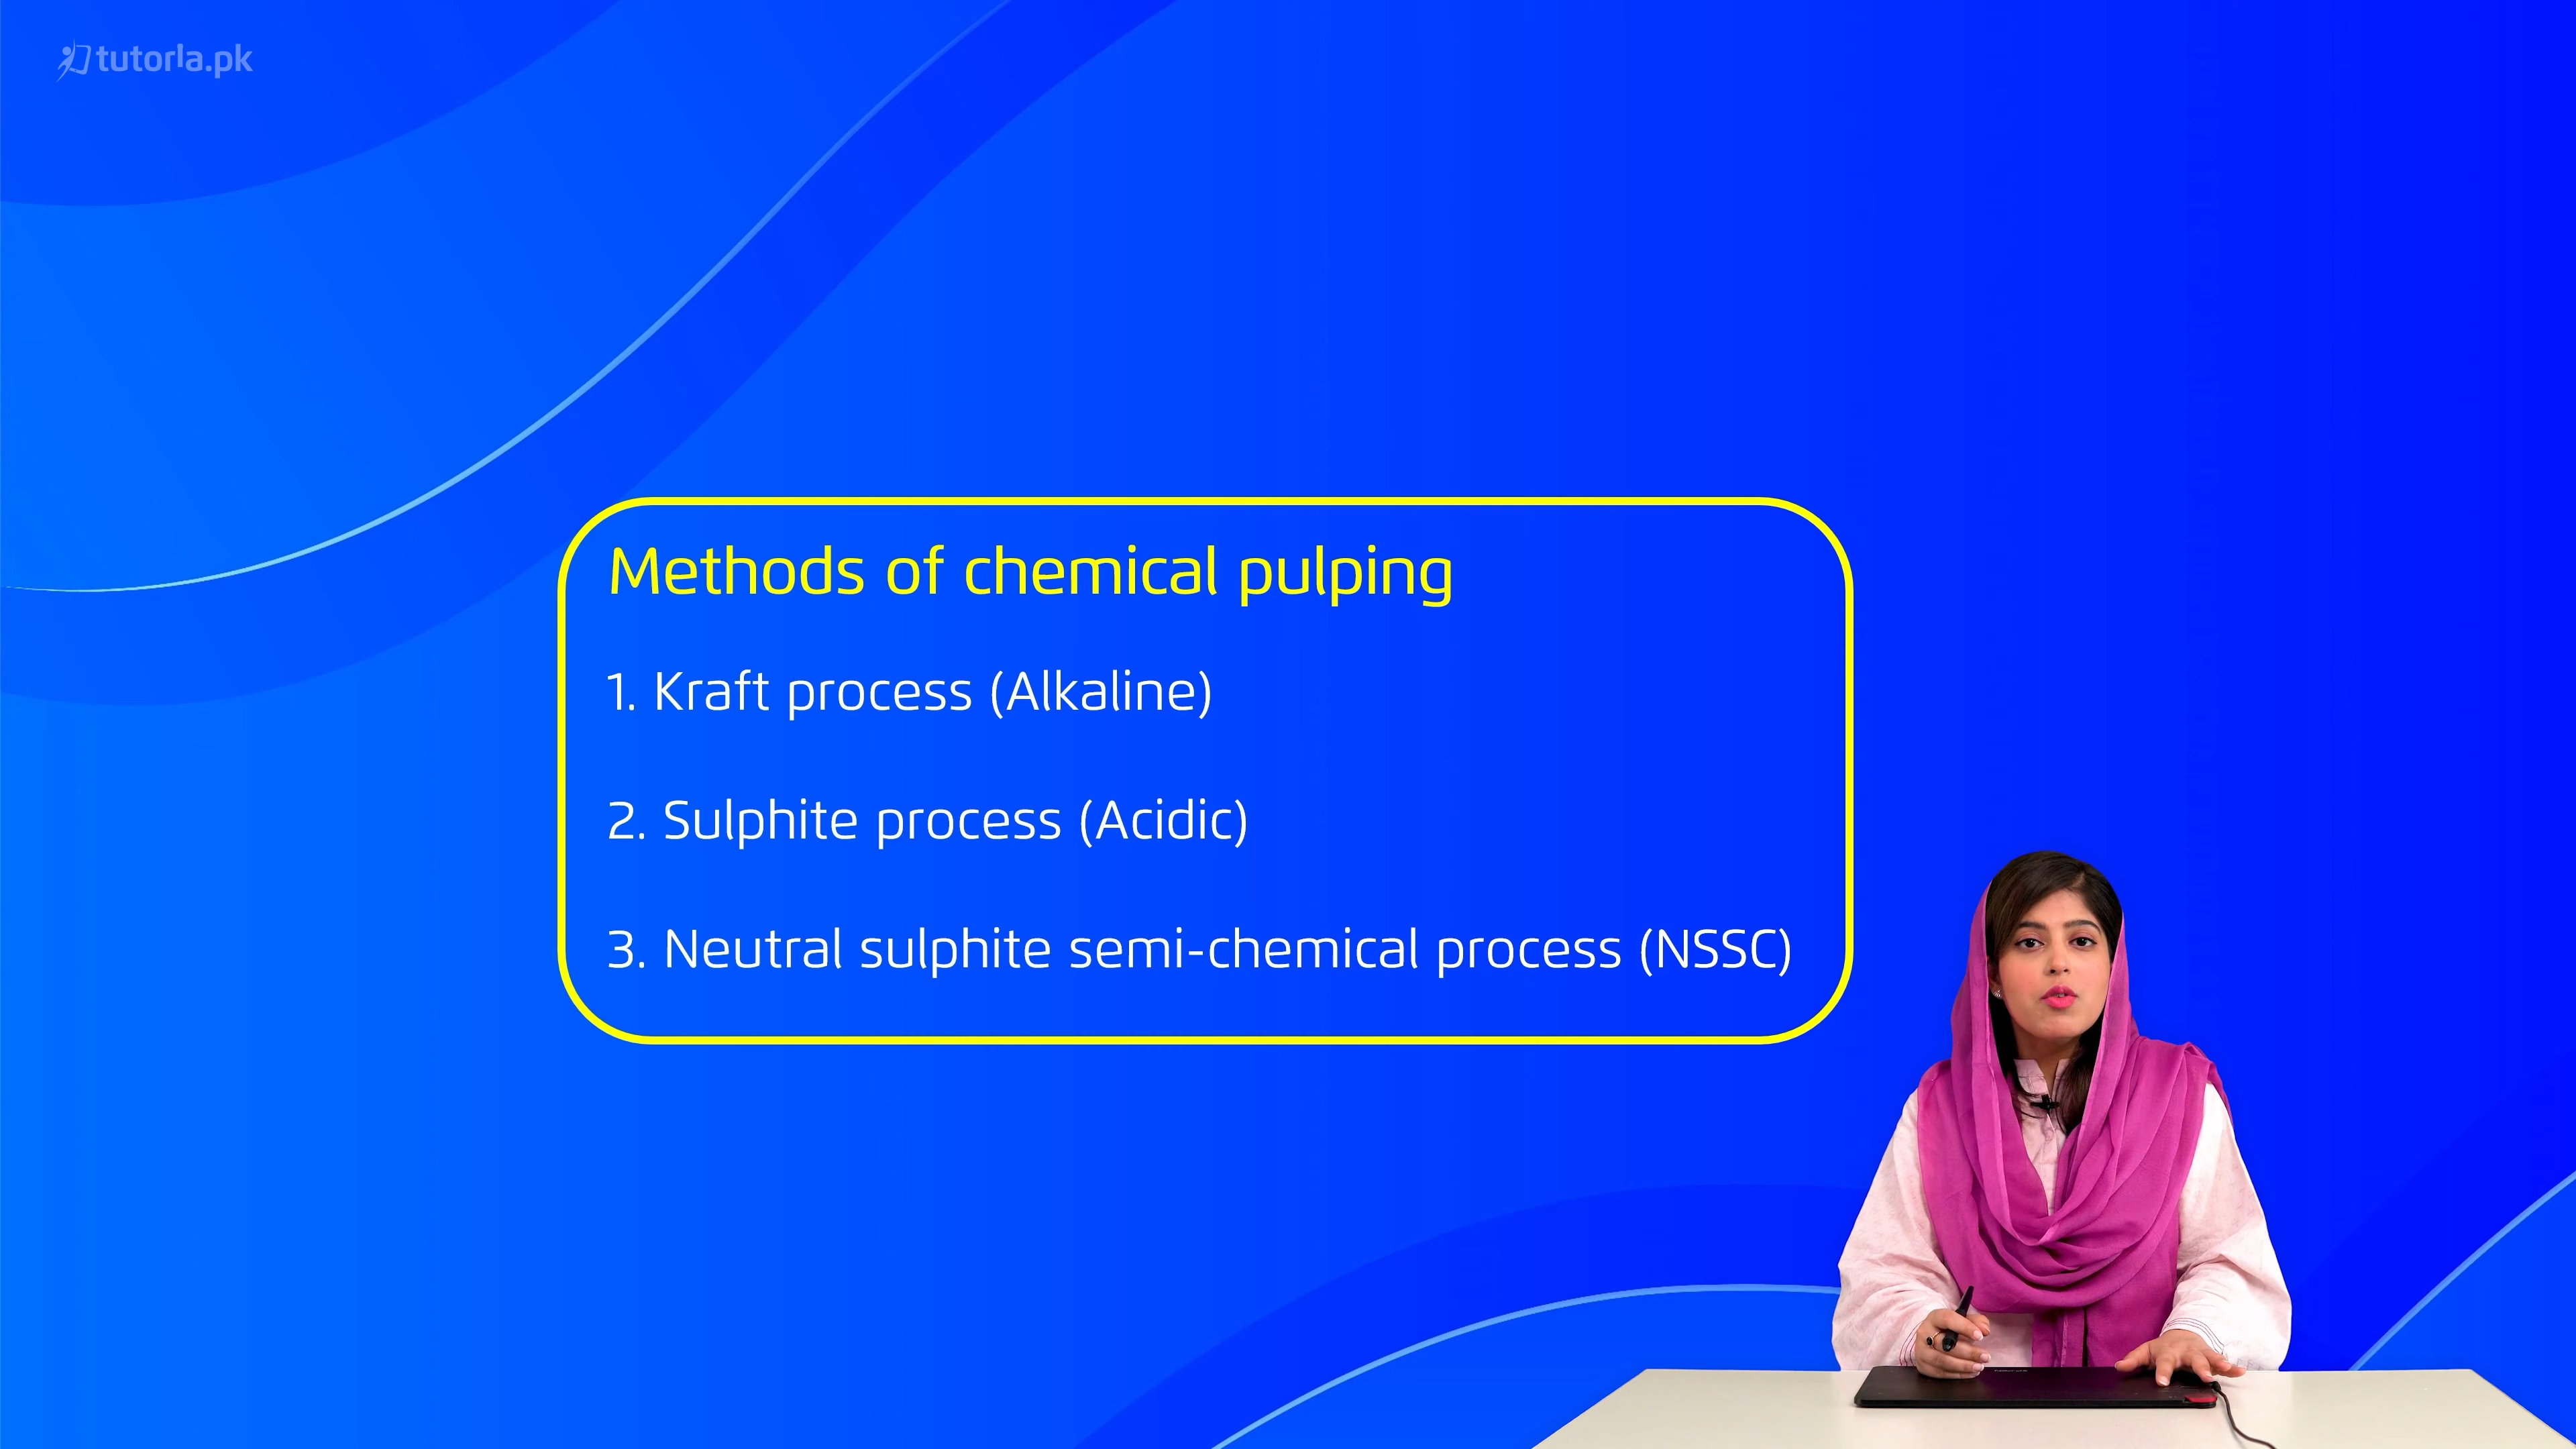 tutorla.pk
Methods of chemical pulping
1. Kraft process (Alkaline)
2. Sulphite process (Acidic)
3. Neutral sulphite semi-chemical process (NSSC)